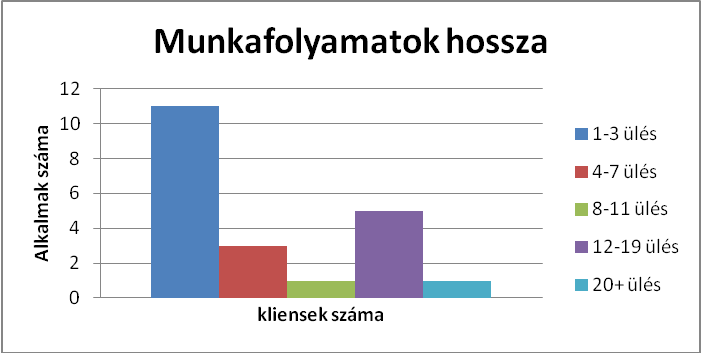 Munkafolyamatok hossza
Alkalmak száma
12
10
8
6
4
2
0
kliensek száma
1-3 ülés
4-7 ülés
8-11 ülés
12-19 ülés
20+ ülés